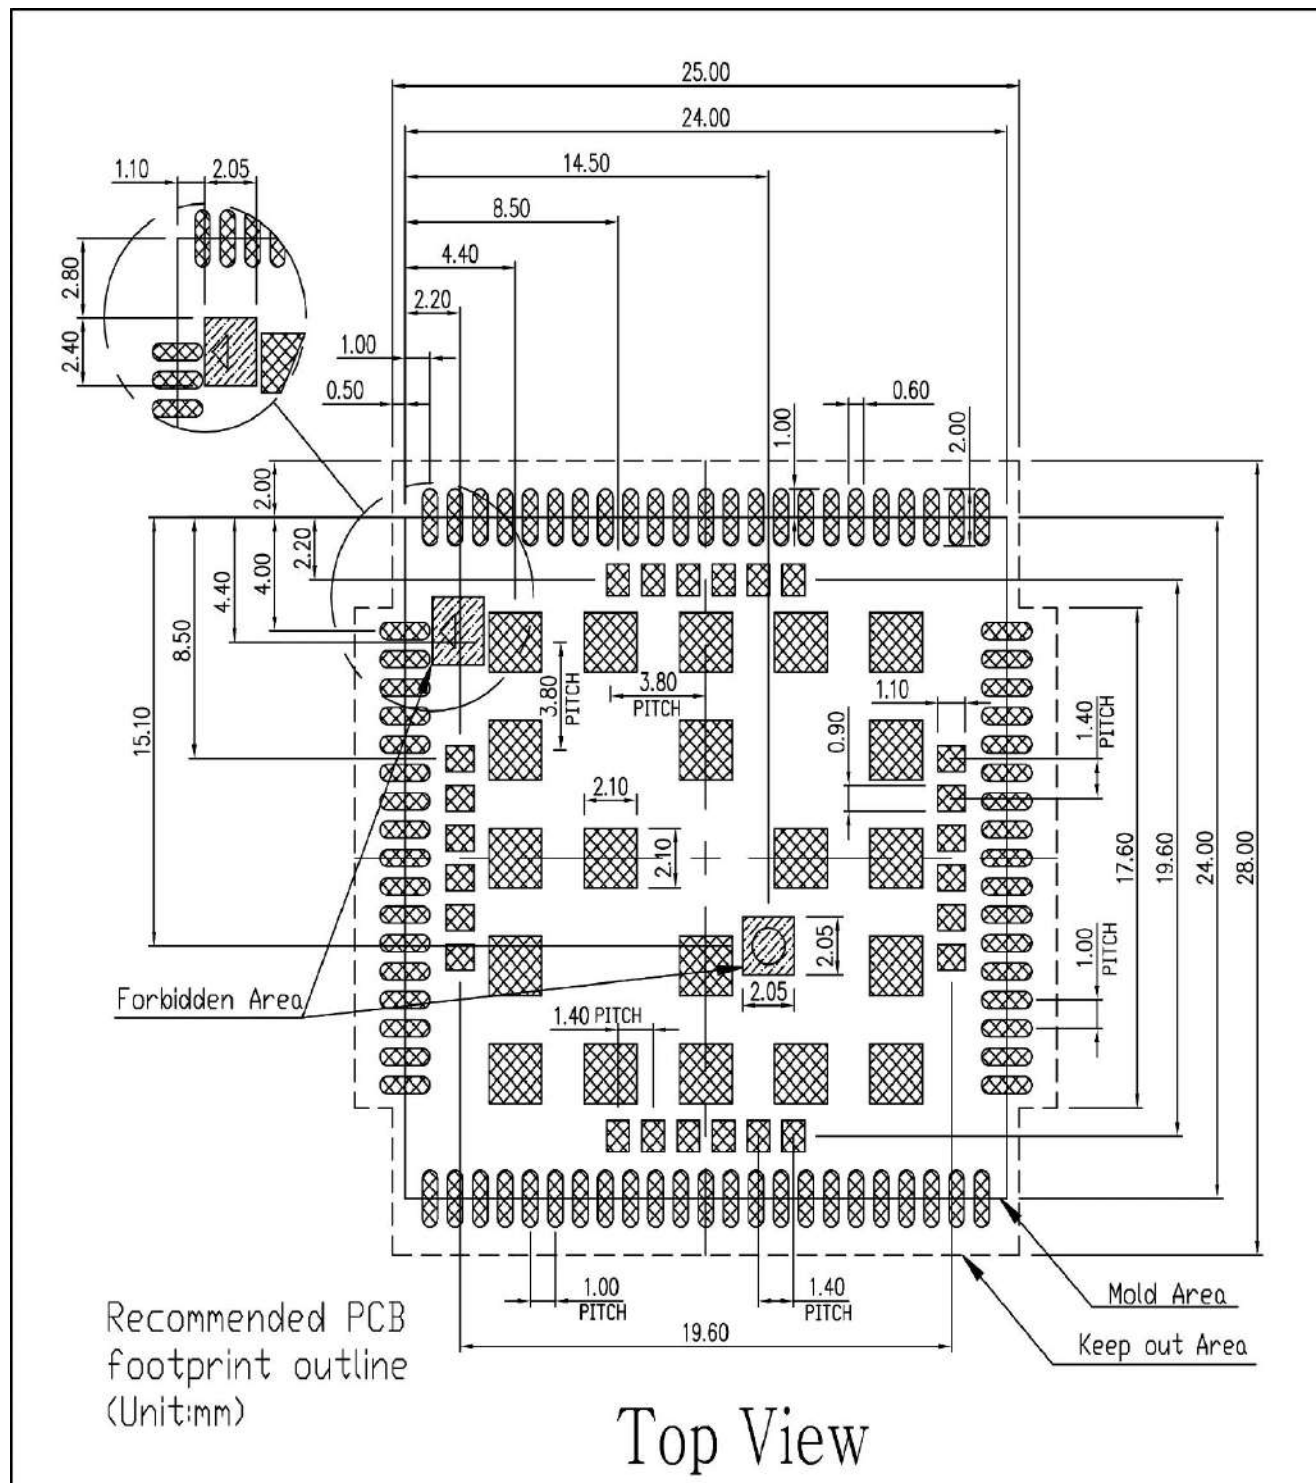 25.00
24.00
14.50
1.10
2.05
8.50
4.40
2.80
2.20
2.40
1.00
0.50
0.60
1.00
2.00
2.00
2.20
4.00
4.40
8.50
15.10
3.80
PITCH
3.80
PITCH
1.10
0.90
1.40
PITCH
2.10
2.10
17.60
19.60
24.00
28.00
2.05
2.05
1.00
PITCH
Forbidden Area
1.40 PITCH
1.00
PITCH
1.40
PITCH
19.60
Mold Area
Keep out Area
Recommended PCB
footprint outline
(Unit:mm)
Top View